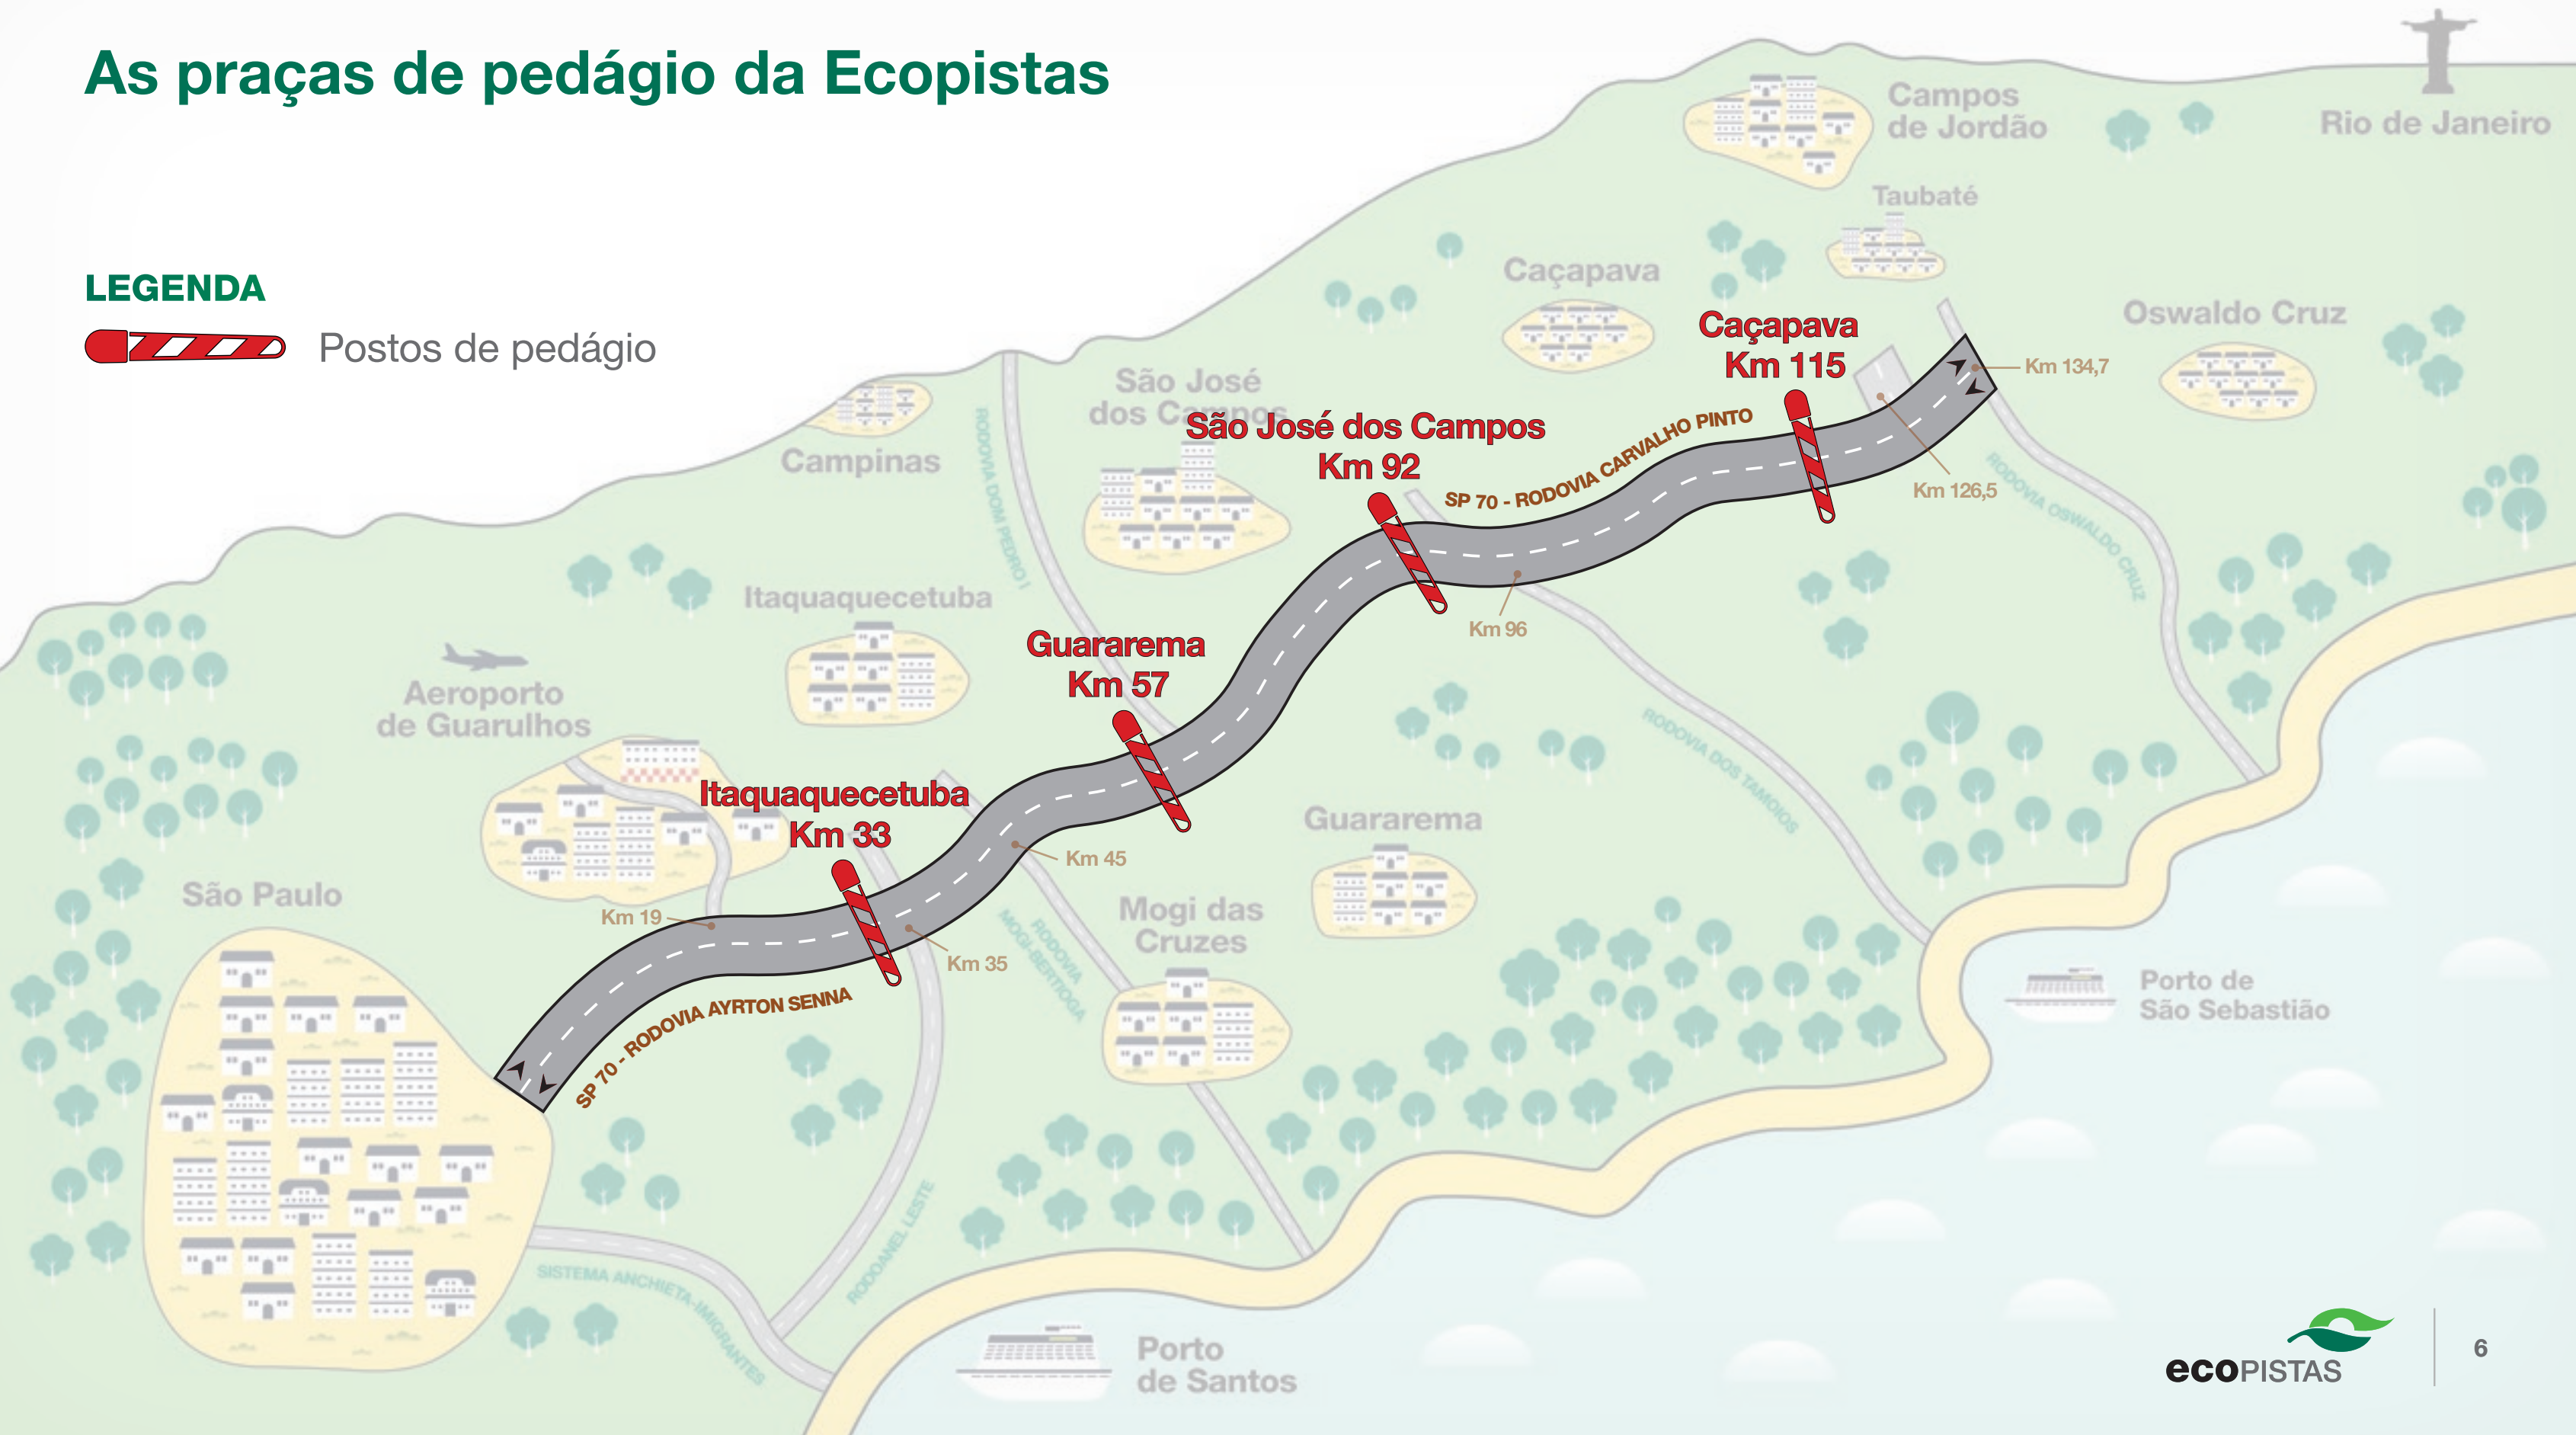 As praças de pedágio da Ecopistas
LEGENDA
Postos de pedágio
Campos
de Jordão
Rio de Janeiro
Taubaté
Caçapava
Oswaldo Cruz
Caçapava
Km 115
Km 134,7
São José
dos Campos
São José dos Campos
Km 92
SP 70 - RODOVIA CARVALHO PINTO
Km 126,5
RODOVIA OSWALDO CRUZ
Campinas
RODOVIA DOM PEDRO I
Itaquaquecetuba
Km 96
Guararema
Km 57
Aeroporto
de Guarulhos
RODOVIA DOS TAMOIOS
Itaquaquecetuba
Km 33
Guararema
Km 45
São Paulo
Km 19
Km 35
RODOVIA
MOGI-BERTIOGA
Mogi das
Cruzes
SP 70 - RODOVIA AYRTON SENNA
Porto de
São Sebastião
RODOANEL LESTE
SISTEMA ANCHIETA-IMIGRANTES
Porto
de Santos
ecoPISTAS
6